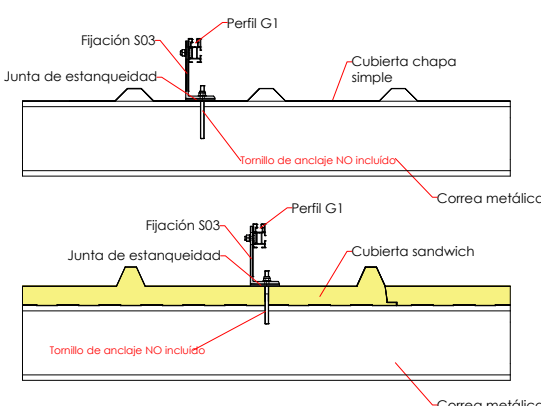 Perfil G1
Fijación S03
Junta de estanqueidad
Cubierta chapa
simple
Tornillo de anclaje NO incluido
Correa metálica
Perfil G1
Fijación S03
Junta de estanqueidad
Cubierta sandwich
Tornillo de anclaje NO incluido
Correa metálica